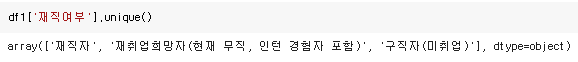 df1['재직여부'].unique()
array(['재직자', '재취업희망자(현재 무직, 인턴 경험자 포함)', '구직자(미취업)'], dtype=object)